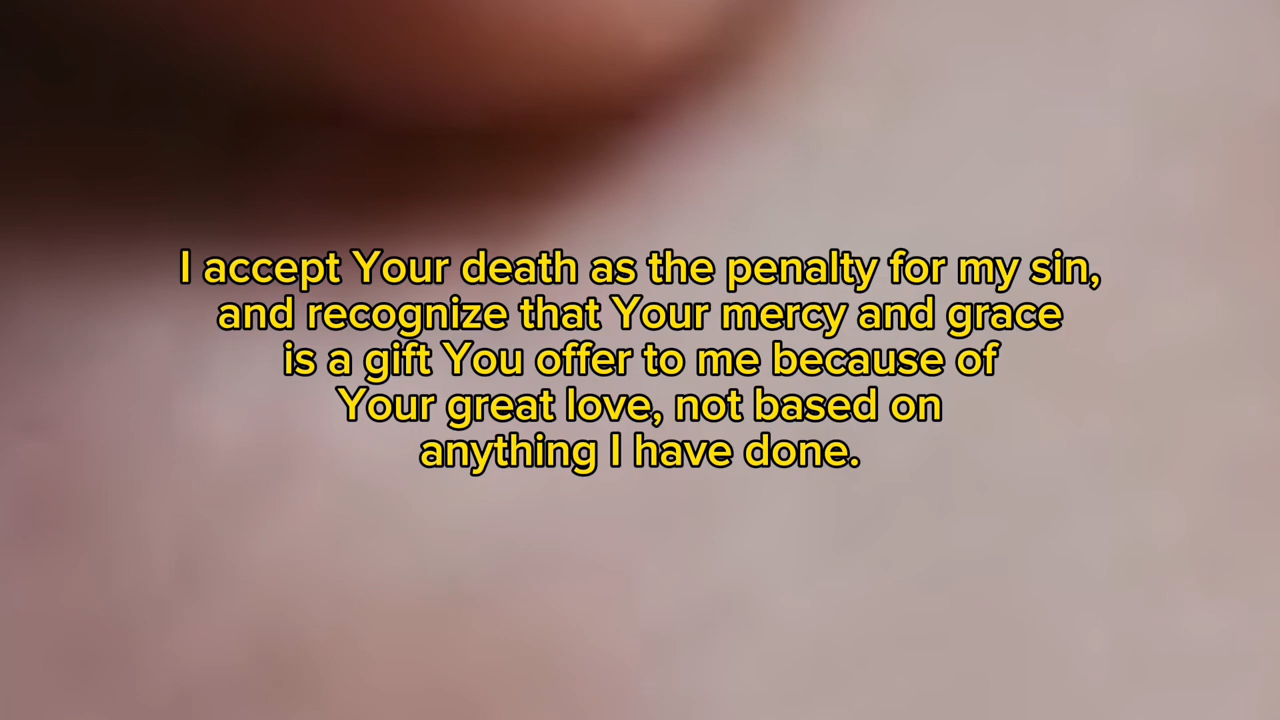 I accept Your death as the penalty for my sin,
and recognize that Your mercy and grace
is a gift You offer to me because of
Your great love, not based on
anything I have done.